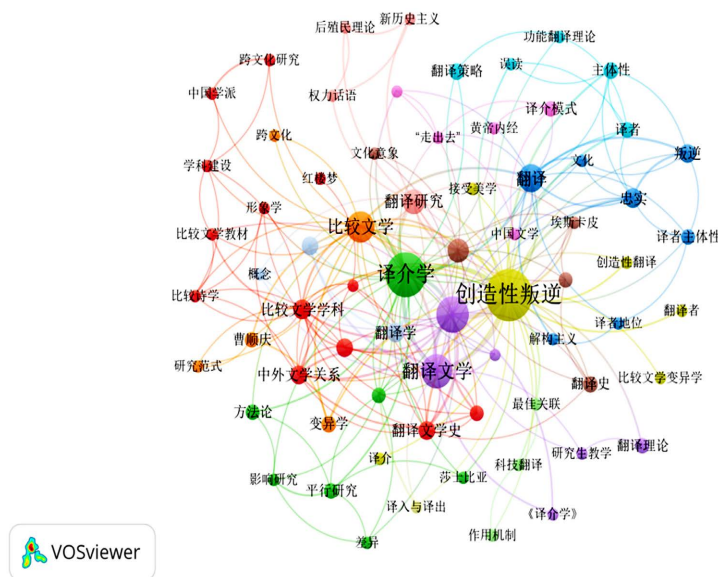 新历史主义
后殖民理论
功能翻译理论
跨文化研究
翻译策略
误读
主体性
中国学派
权力话语
译介模式
跨文化
“走出去”
黄帝内经
译者
文化意象
文化
叛逆
学科建设
红楼梦
翻译
接受美学
忠实
形象学
翻译研究
比较文学
埃斯卡皮
比较文学教材
中国文学
译者主体性
创造性翻译
概念
译介学
创造性叛逆
比较诗学
比较文学学科
翻译者
译者地位
翻译学
曹顺庆
解构主义
研究范式
中外文学关系
翻译文学
比较文学变异学
翻译史
方法论
最佳关联
变异学
翻译文学史
研究生教学
翻译理论
译介
科技翻译
影响研究
平行研究
莎士比亚
译入与译出
《译介学》
差异
作用机制
VOSviewer